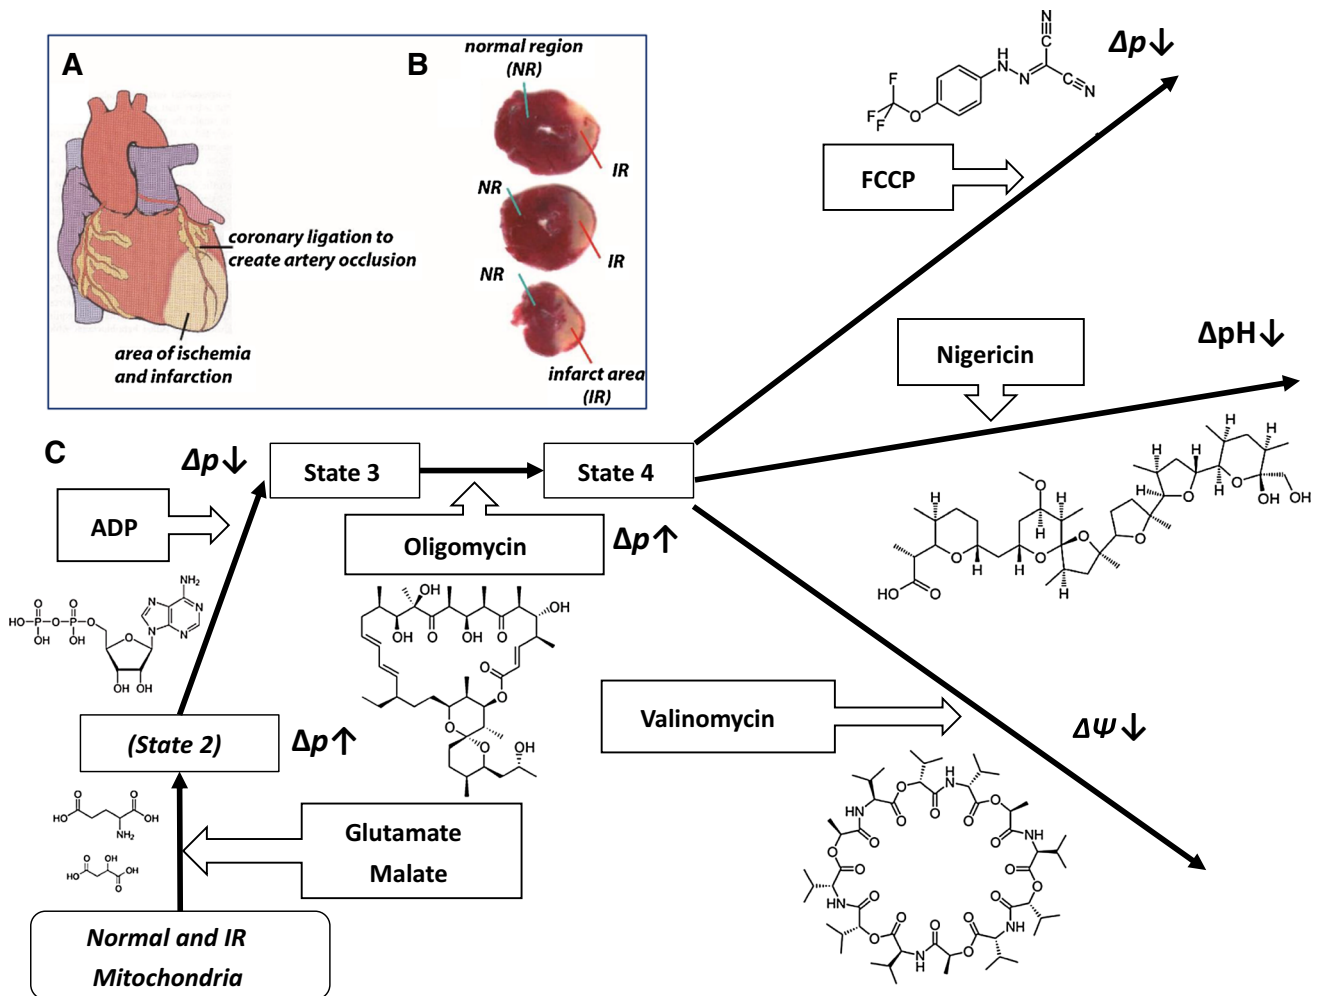 A
B
normal region
(NR)
IR
NR
IR
NR
infarct area
(IR)
coronary ligation to
create artery occlusion
area of ischemia
and infarction
C
Δp↓
FCCP
Nigericin
ΔpH↓
Δp↓
State 3
State 4
ADP
Oligomycin
Δp↑
(State 2)
Δp↑
Valinomycin
ΔΨ↓
Glutamate
Malate
Normal and IR
Mitochondria